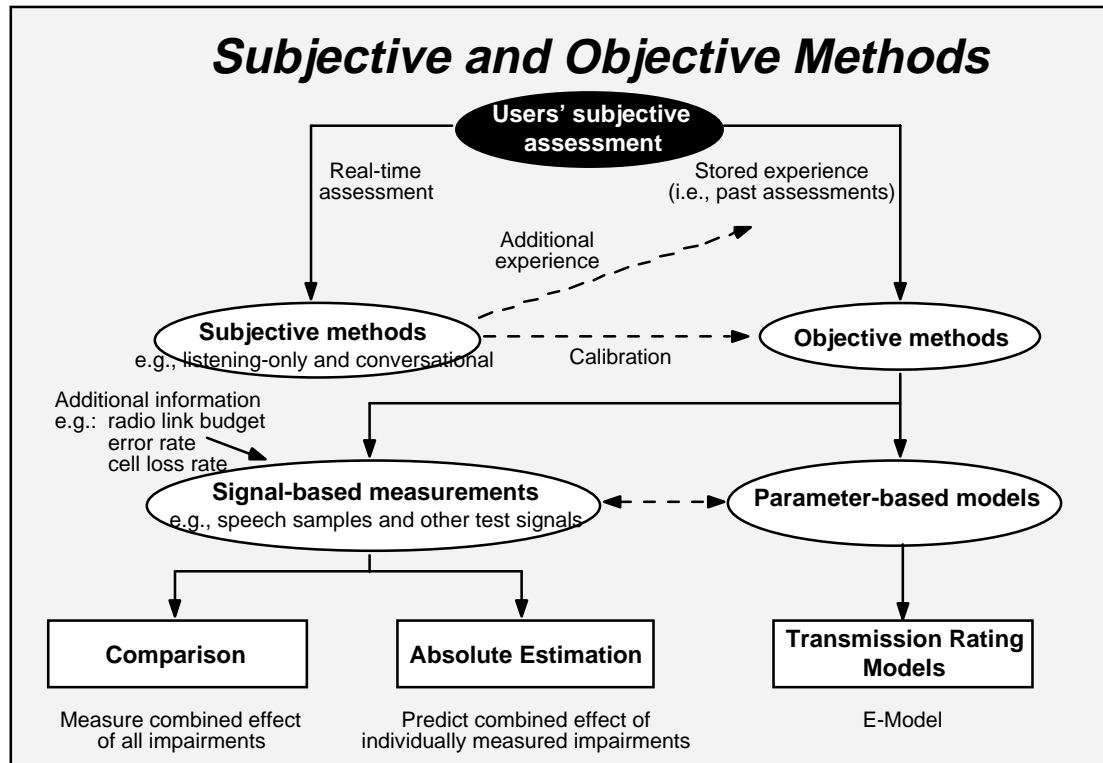 Subjective and Objective Methods
Users’ subjective
assessment
Real-time
assessment
Stored experience
(i.e., past assessments)
Additional
experience
Subjective methods
e.g., listening-only and conversational
Calibration
Objective methods
Additional information
e.g.: radio link budget
error rate
cell loss rate
Signal-based measurements
e.g., speech samples and other test signals
Parameter-based models
Comparison
Absolute Estimation
Transmission Rating
Models
Measure combined effect
of all impairments
Predict combined effect of
individually measured impairments
E-Model